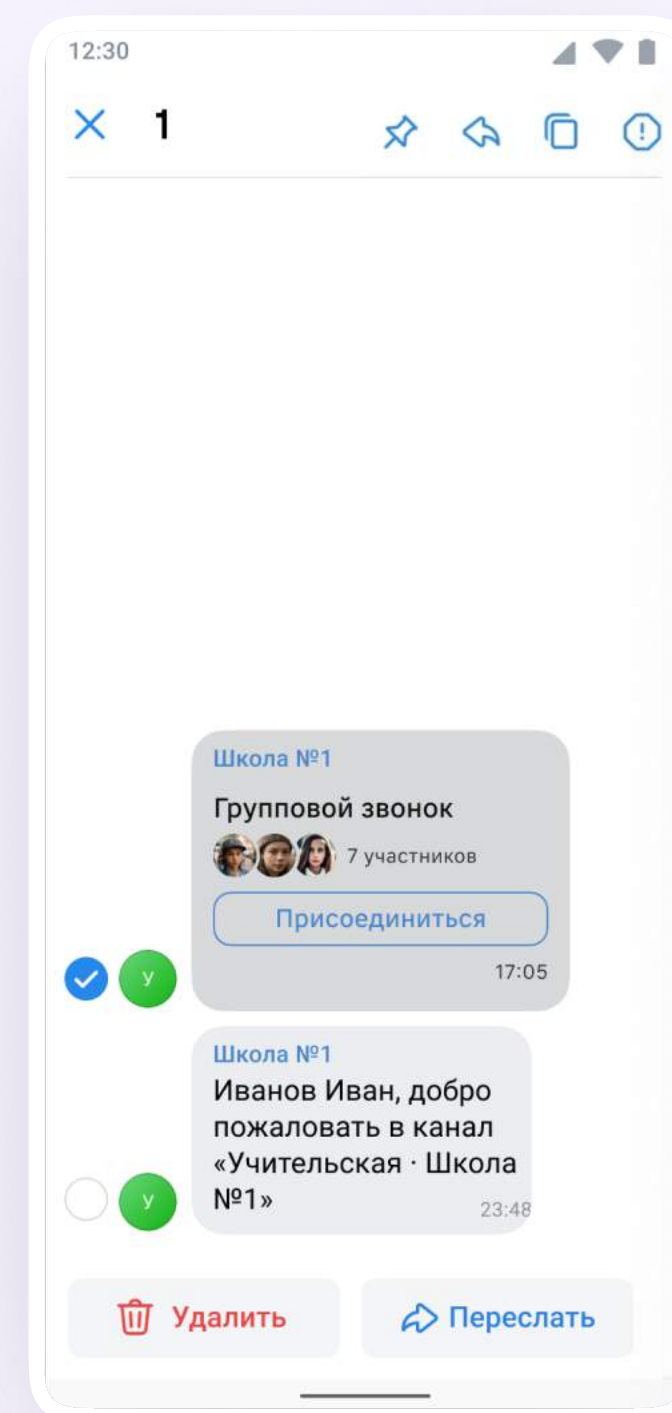 12:30
1
Школа №1
Групповой звонок
7 участников
Присоединиться
17:05
У
Школа №1
Иванов Иван, добро
пожаловать в канал
«Учительская · Школа
№1»
23:48
У
Удалить
Переслать